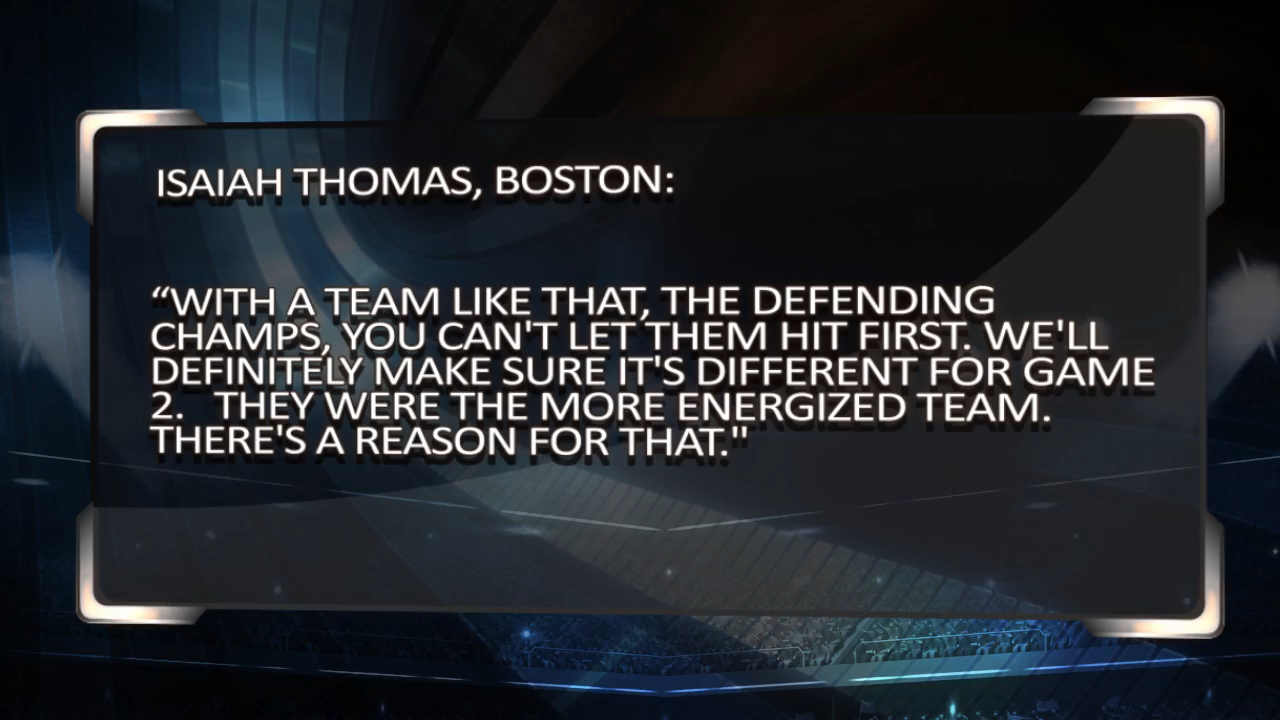 ISAIAH THOMAS, BOSTON:
“WITH A TEAM LIKE THAT, THE DEFENDING
CHAMPS, YOU CAN'T LET THEM HIT FIRST. WE'LL
DEFINITELY MAKE SURE IT'S DIFFERENT FOR GAME
2.   THEY WERE THE MORE ENERGIZED TEAM.
THERE'S A REASON FOR THAT."